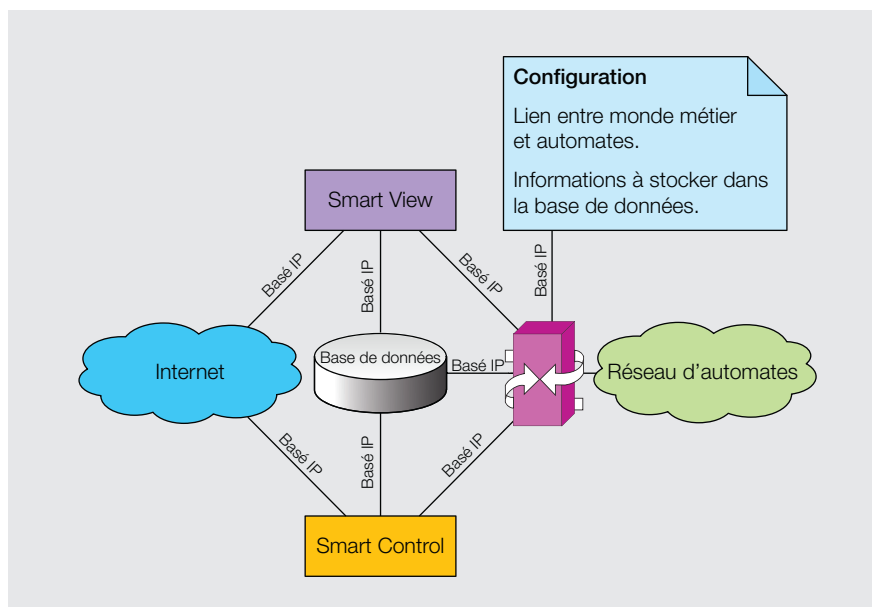 Configuration
Lien entre monde métier
et automates.
Informations à stocker dans
la base de données.
Smart View
Basé IP
Basé IP
Basé IP
Basé IP
Internet
Base de données
Basé IP
Réseau d'automates
Basé IP
Basé IP
Basé IP
Smart Control